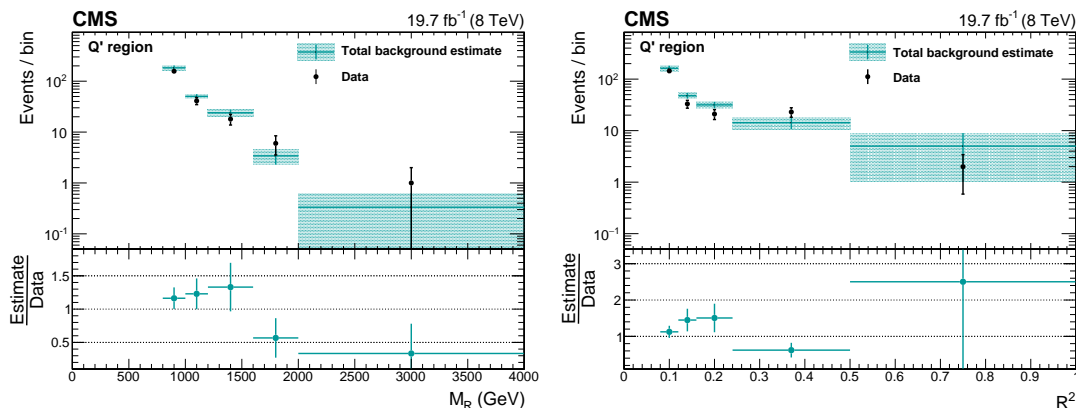 CMS 19.7 fb⁻¹ (8 TeV)
Q' region
Total background estimate
Data
Events / bin
10²
10
1
10⁻¹
Estimate
Data
1.5
1
0.5
0 500 1000 1500 2000 2500 3000 3500 4000
M_R (GeV)
CMS 19.7 fb⁻¹ (8 TeV)
Q' region
Total background estimate
Data
Events / bin
10²
10
1
10⁻¹
Estimate
Data
3
2
1
0 0.1 0.2 0.3 0.4 0.5 0.6 0.7 0.8 0.9 1
R²